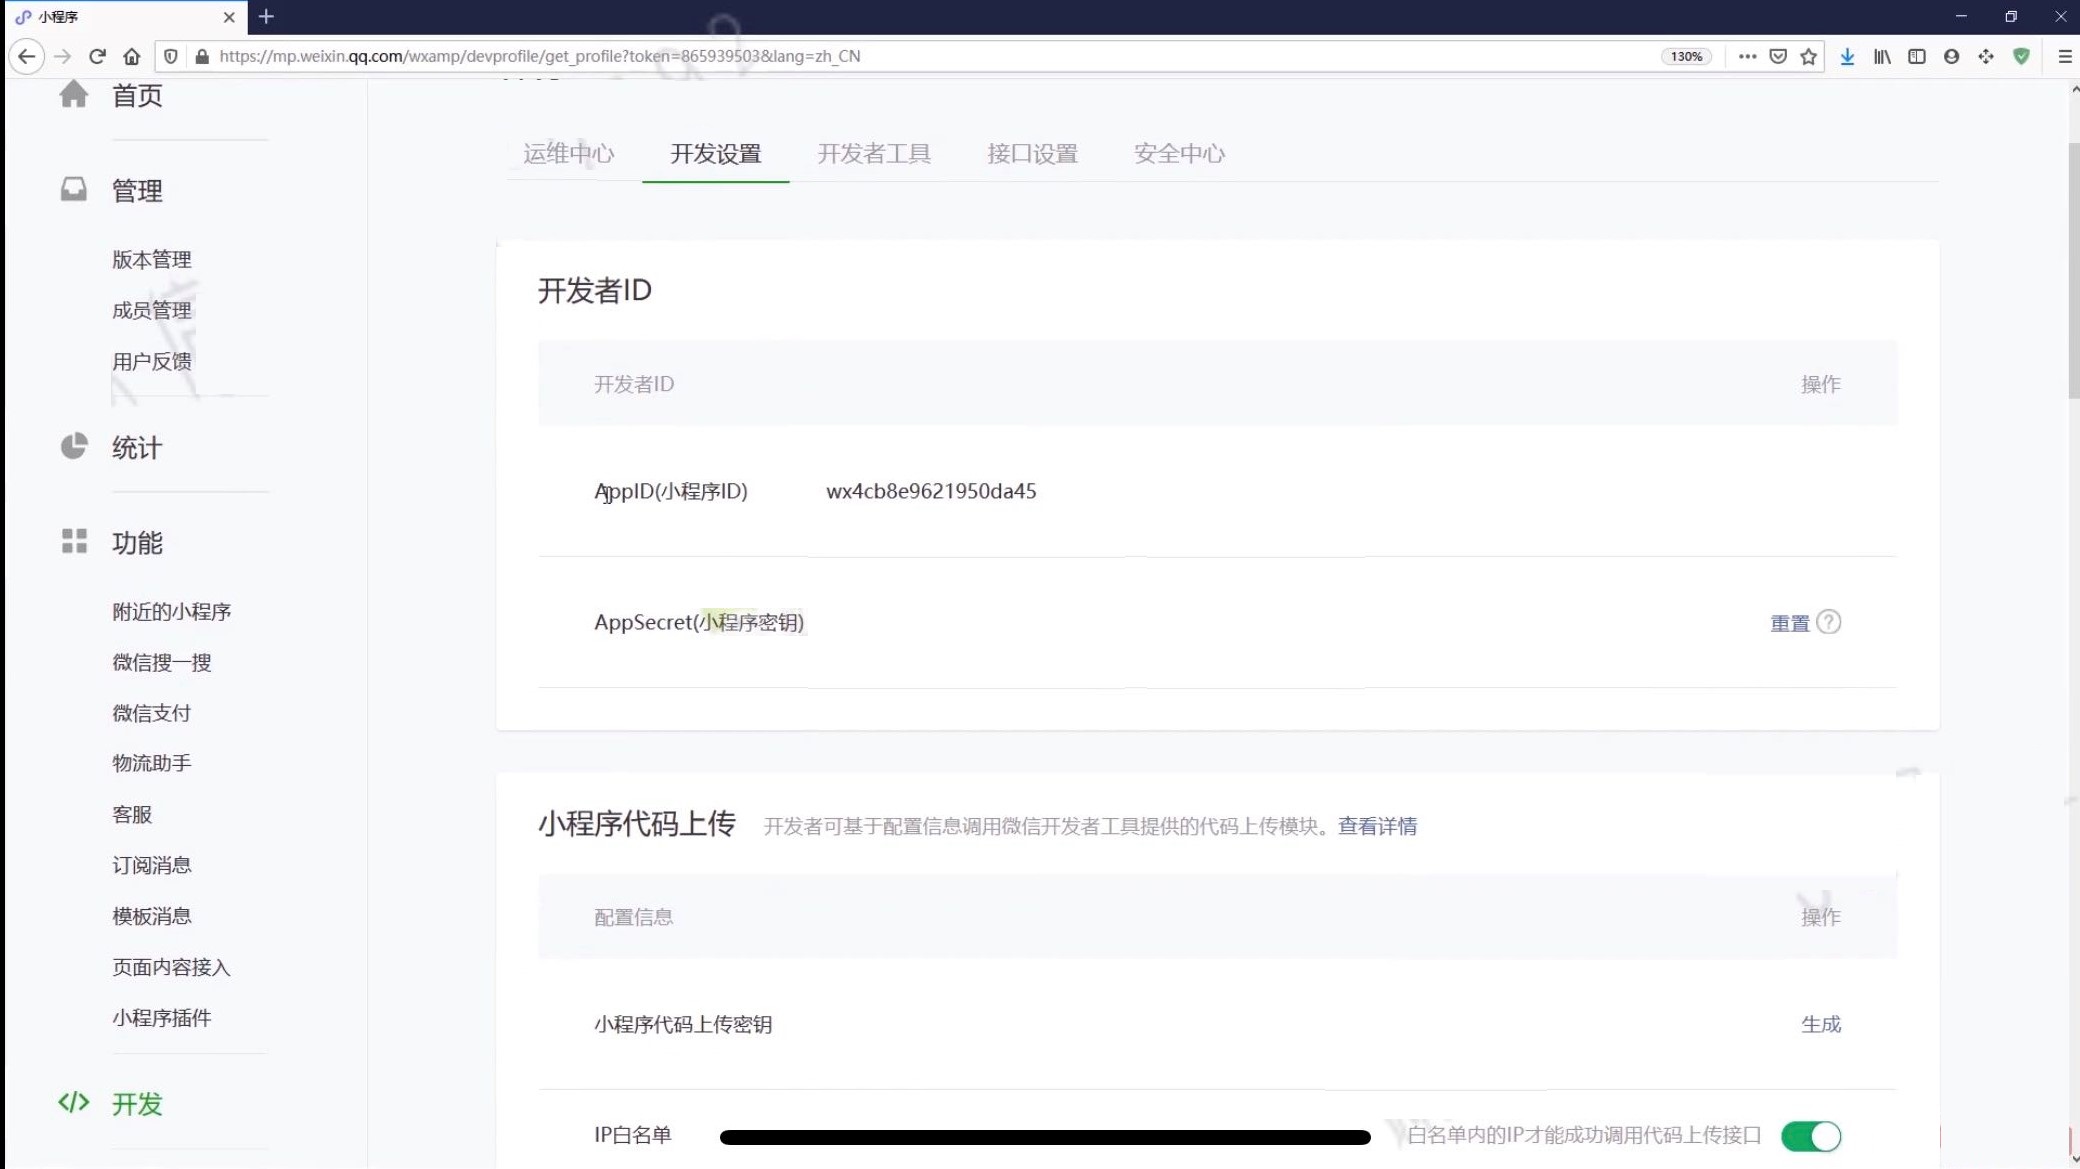 小程序
https://mp.weixin.qq.com/wxamp/devprofile/get_profile?token=865939503&lang=zh_CN
130%
首页
管理
版本管理
成员管理
用户反馈
统计
功能
附近的小程序
微信搜一搜
微信支付
物流助手
客服
订阅消息
模板消息
页面内容接入
小程序插件
开发
运维中心 开发设置 开发者工具 接口设置 安全中心
开发者ID
开发者ID 操作
AppID(小程序ID) wx4cb8e9621950da45
AppSecret(小程序密钥) 重置 ?
小程序代码上传 开发者可基于配置信息调用微信开发者工具提供的代码上传模块。查看详情
配置信息 操作
小程序代码上传密钥 生成
IP白名单 白名单内的IP才能成功调用代码上传接口